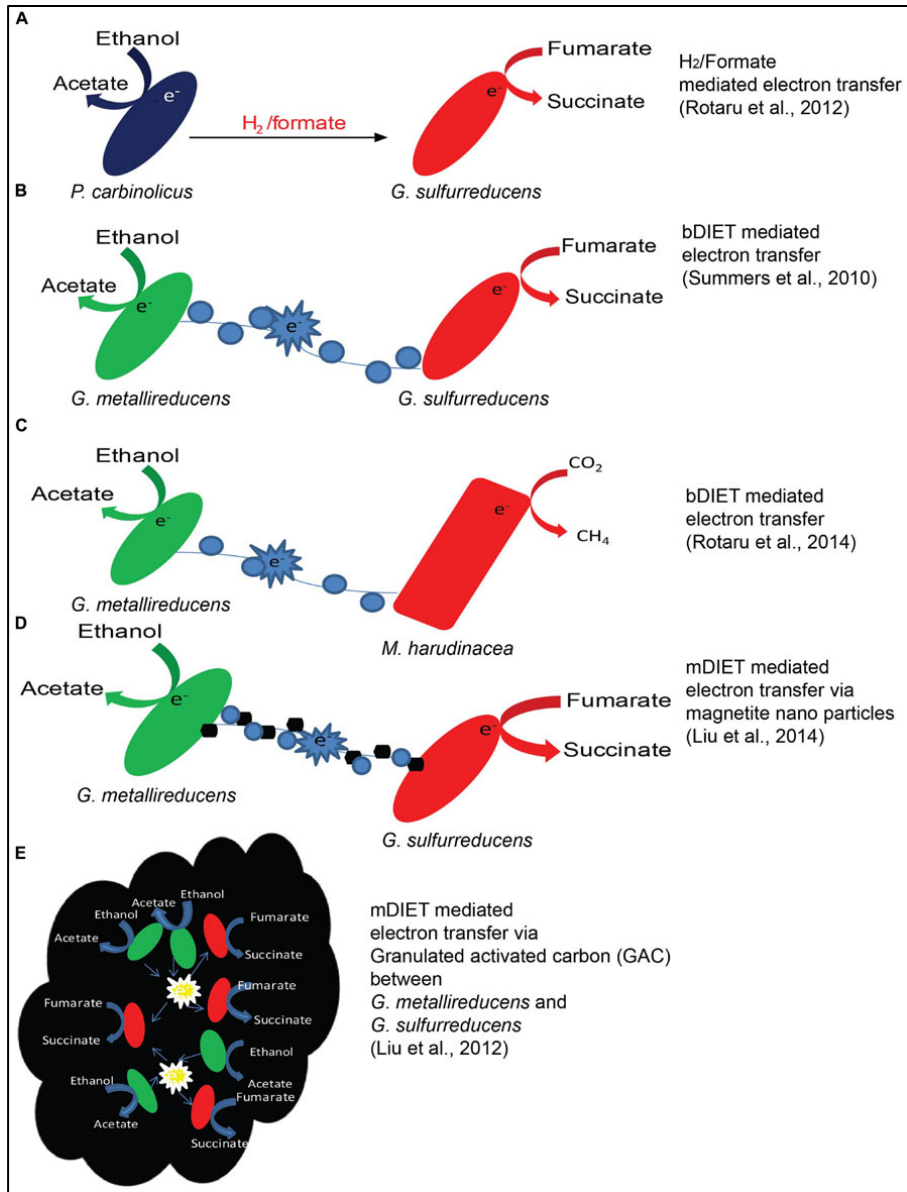 A
Ethanol
Acetate
e-
H2/formate
P. carbinolicus
Fumarate
e-
Succinate
G. sulfurreducens
H2/Formate
mediated electron transfer
(Rotaru et al., 2012)
B
Ethanol
Acetate
e-
e-
G. metallireducens
Fumarate
e-
Succinate
G. sulfurreducens
bDIET mediated
electron transfer
(Summers et al., 2010)
C
Ethanol
Acetate
e-
e-
G. metallireducens
CO2
e-
CH4
M. harudinacea
bDIET mediated
electron transfer
(Rotaru et al., 2014)
D
Ethanol
Acetate
e-
e-
G. metallireducens
Fumarate
e-
Succinate
G. sulfurreducens
mDIET mediated
electron transfer via
magnetite nano particles
(Liu et al., 2014)
E
Ethanol
Acetate
Ethanol
Acetate
Fumarate
Succinate
Fumarate
Succinate
Fumarate
Succinate
Ethanol
Acetate
Ethanol
Acetate
Fumarate
Succinate
mDIET mediated
electron transfer via
Granulated activated carbon (GAC)
between
G. metallireducens and
G. sulfurreducens
(Liu et al., 2012)